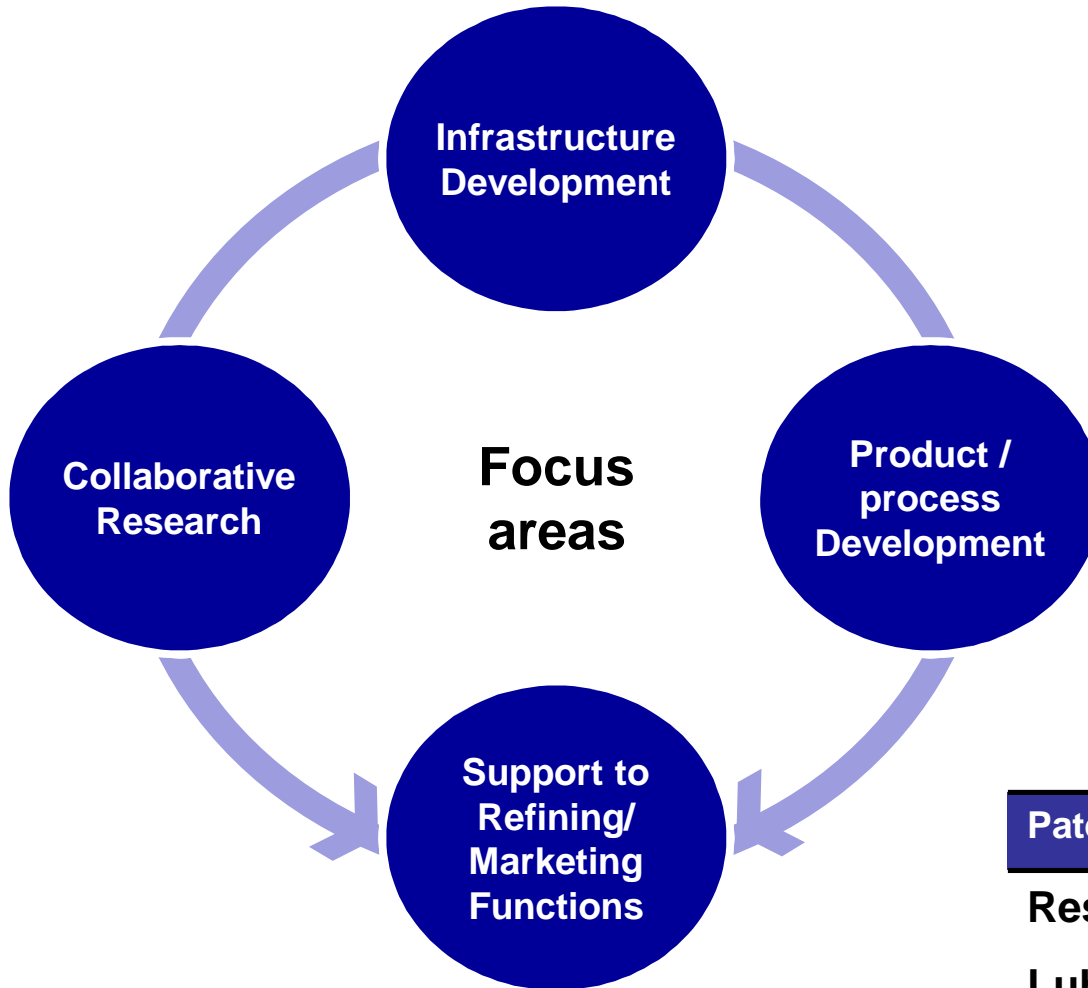 Infrastructure
Development
Collaborative
Research
Focus
areas
Product /
process
Development
Support to
Refining/
Marketing
Functions